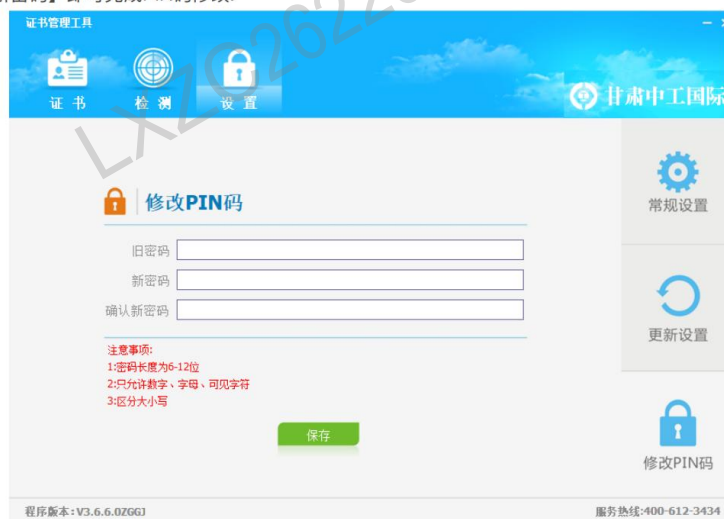 证书管理工具
证 书
检 测
设 置
甘肃中工国际
LXZC26228
修改PIN码
旧密码
新密码
确认新密码
注意事项:
1:密码长度为6-12位
2:只允许数字、字母、可见字符
3:区分大小写
保存
常规设置
更新设置
修改PIN码
程序版本:V3.6.6.0ZGGJ
服务热线:400-612-3434